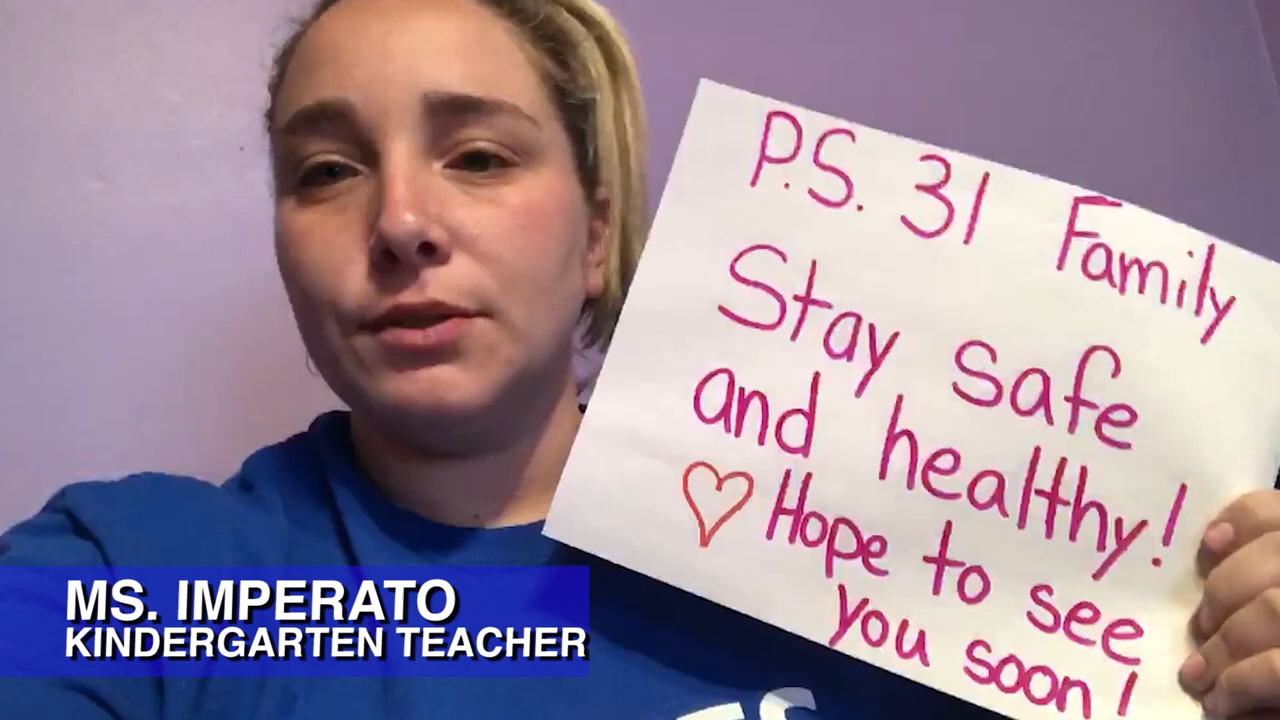 P.S. 31 Family
Stay safe
and healthy!
♡ Hope to see
you soon!
MS. IMPERATO
KINDERGARTEN TEACHER